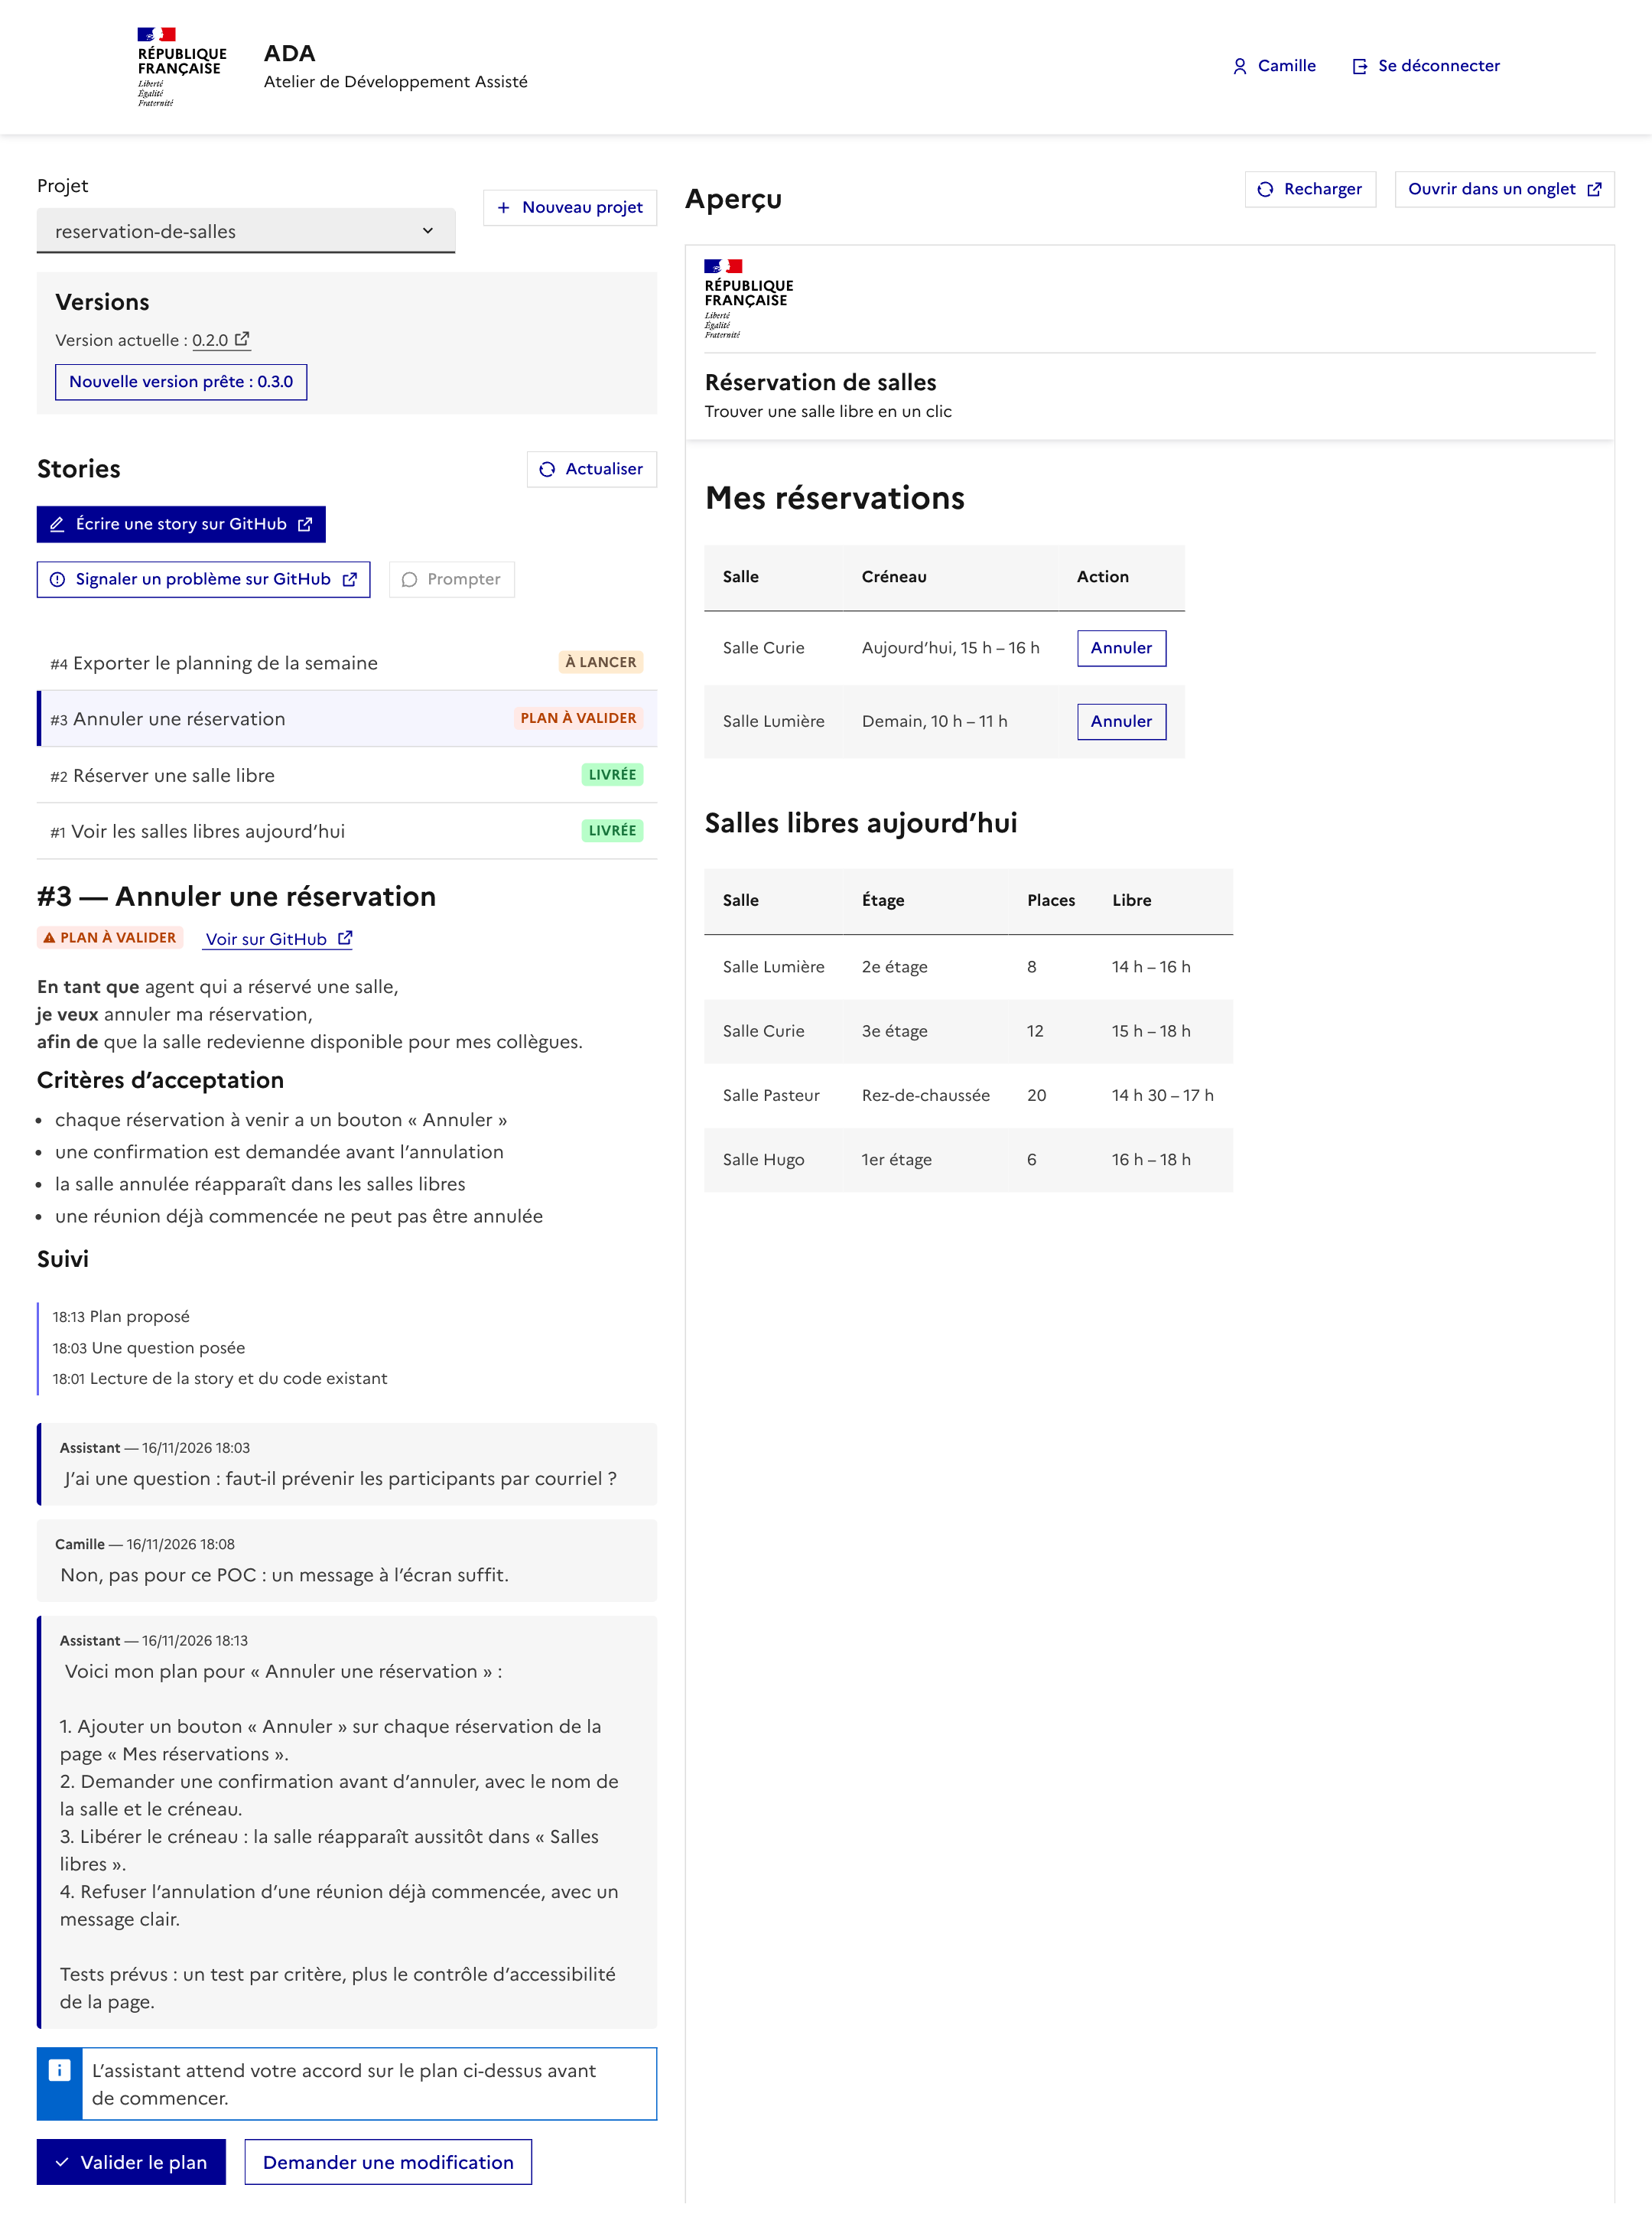 RÉPUBLIQUE
FRANÇAISE
Liberté
Égalité
Fraternité
ADA
Atelier de Développement Assisté
Camille
Se déconnecter
Projet
reservation-de-salles
Nouveau projet
Versions
Version actuelle : 0.2.0
Nouvelle version prête : 0.3.0
Stories
Actualiser
Écrire une story sur GitHub
Signaler un problème sur GitHub
Prompter
#4 Exporter le planning de la semaine
À LANCER
#3 Annuler une réservation
PLAN À VALIDER
#2 Réserver une salle libre
LIVRÉE
#1 Voir les salles libres aujourd’hui
LIVRÉE
#3 — Annuler une réservation
PLAN À VALIDER
Voir sur GitHub
En tant que agent qui a réservé une salle,
je veux annuler ma réservation,
afin de que la salle redevienne disponible pour mes collègues.
Critères d’acceptation
• chaque réservation à venir a un bouton « Annuler »
• une confirmation est demandée avant l’annulation
• la salle annulée réapparaît dans les salles libres
• une réunion déjà commencée ne peut pas être annulée
Suivi
18:13 Plan proposé
18:03 Une question posée
18:01 Lecture de la story et du code existant
Assistant — 16/11/2026 18:03
J’ai une question : faut-il prévenir les participants par courriel ?
Camille — 16/11/2026 18:08
Non, pas pour ce POC : un message à l’écran suffit.
Assistant — 16/11/2026 18:13
Voici mon plan pour « Annuler une réservation » :
1. Ajouter un bouton « Annuler » sur chaque réservation de la
page « Mes réservations ».
2. Demander une confirmation avant d’annuler, avec le nom de
la salle et le créneau.
3. Libérer le créneau : la salle réapparaît aussitôt dans « Salles
libres ».
4. Refuser l’annulation d’une réunion déjà commencée, avec un
message clair.
Tests prévus : un test par critère, plus le contrôle d’accessibilité
de la page.
L’assistant attend votre accord sur le plan ci-dessus avant
de commencer.
Valider le plan
Demander une modification
Aperçu
Recharger
Ouvrir dans un onglet
RÉPUBLIQUE
FRANÇAISE
Liberté
Égalité
Fraternité
Réservation de salles
Trouver une salle libre en un clic
Mes réservations
Salle Créneau Action
Salle Curie Aujourd’hui, 15 h – 16 h Annuler
Salle Lumière Demain, 10 h – 11 h Annuler
Salles libres aujourd’hui
Salle Étage Places Libre
Salle Lumière 2e étage 8 14 h – 16 h
Salle Curie 3e étage 12 15 h – 18 h
Salle Pasteur Rez-de-chaussée 20 14 h 30 – 17 h
Salle Hugo 1er étage 6 16 h – 18 h